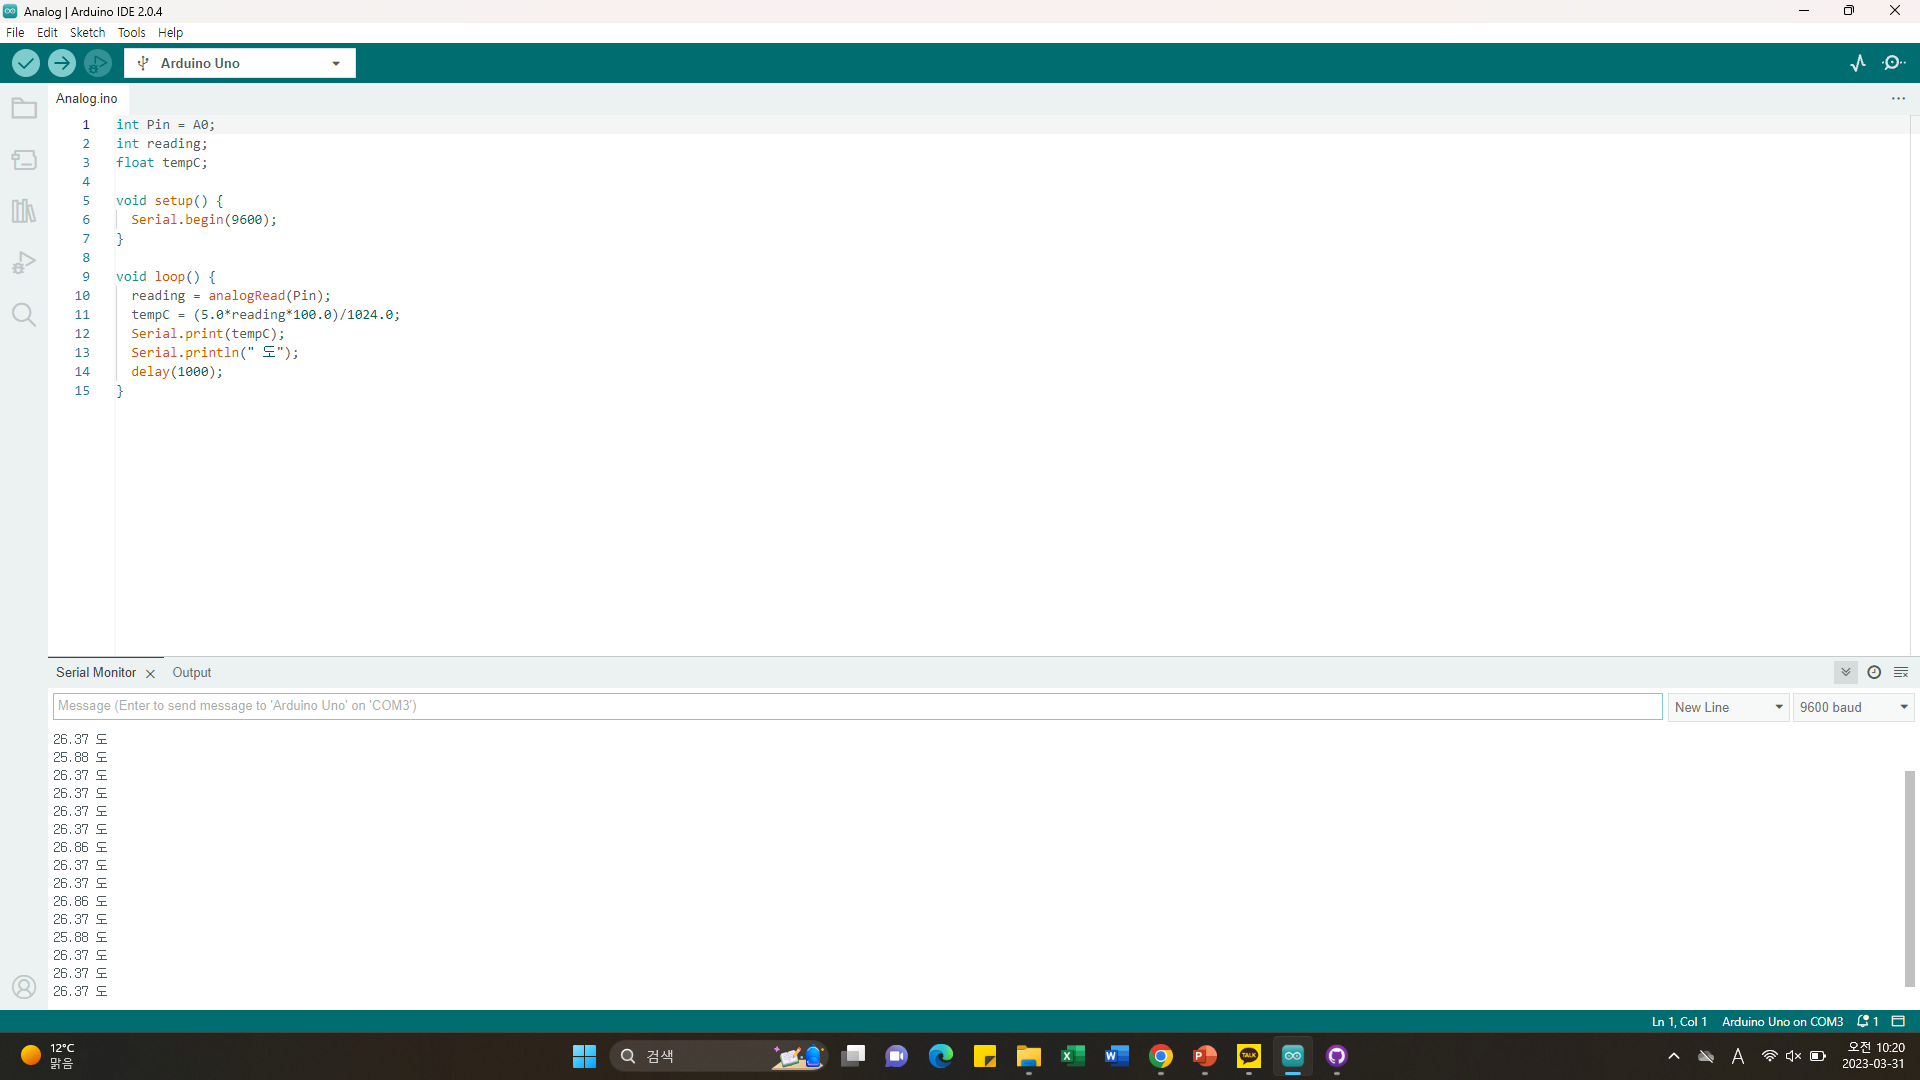 Analog | Arduino IDE 2.0.4
File Edit Sketch Tools Help
Arduino Uno
Analog.ino
1 int Pin = A0;
2 int reading;
3 float tempC;
4
5 void setup() {
6 Serial.begin(9600);
7 }
8
9 void loop() {
10 reading = analogRead(Pin);
11 tempC = (5.0*reading*100.0)/1024.0;
12 Serial.print(tempC);
13 Serial.println(" 도");
14 delay(1000);
15 }
Serial Monitor Output
Message (Enter to send message to 'Arduino Uno' on 'COM3') New Line 9600 baud
26.37 도
25.88 도
26.37 도
26.37 도
26.37 도
26.37 도
26.86 도
26.37 도
26.37 도
26.86 도
26.37 도
25.88 도
26.37 도
26.37 도
26.37 도
Ln 1, Col 1 Arduino Uno on COM3 1
12°C
맑음
검색
TALK
A
오전 10:20
2023-03-31